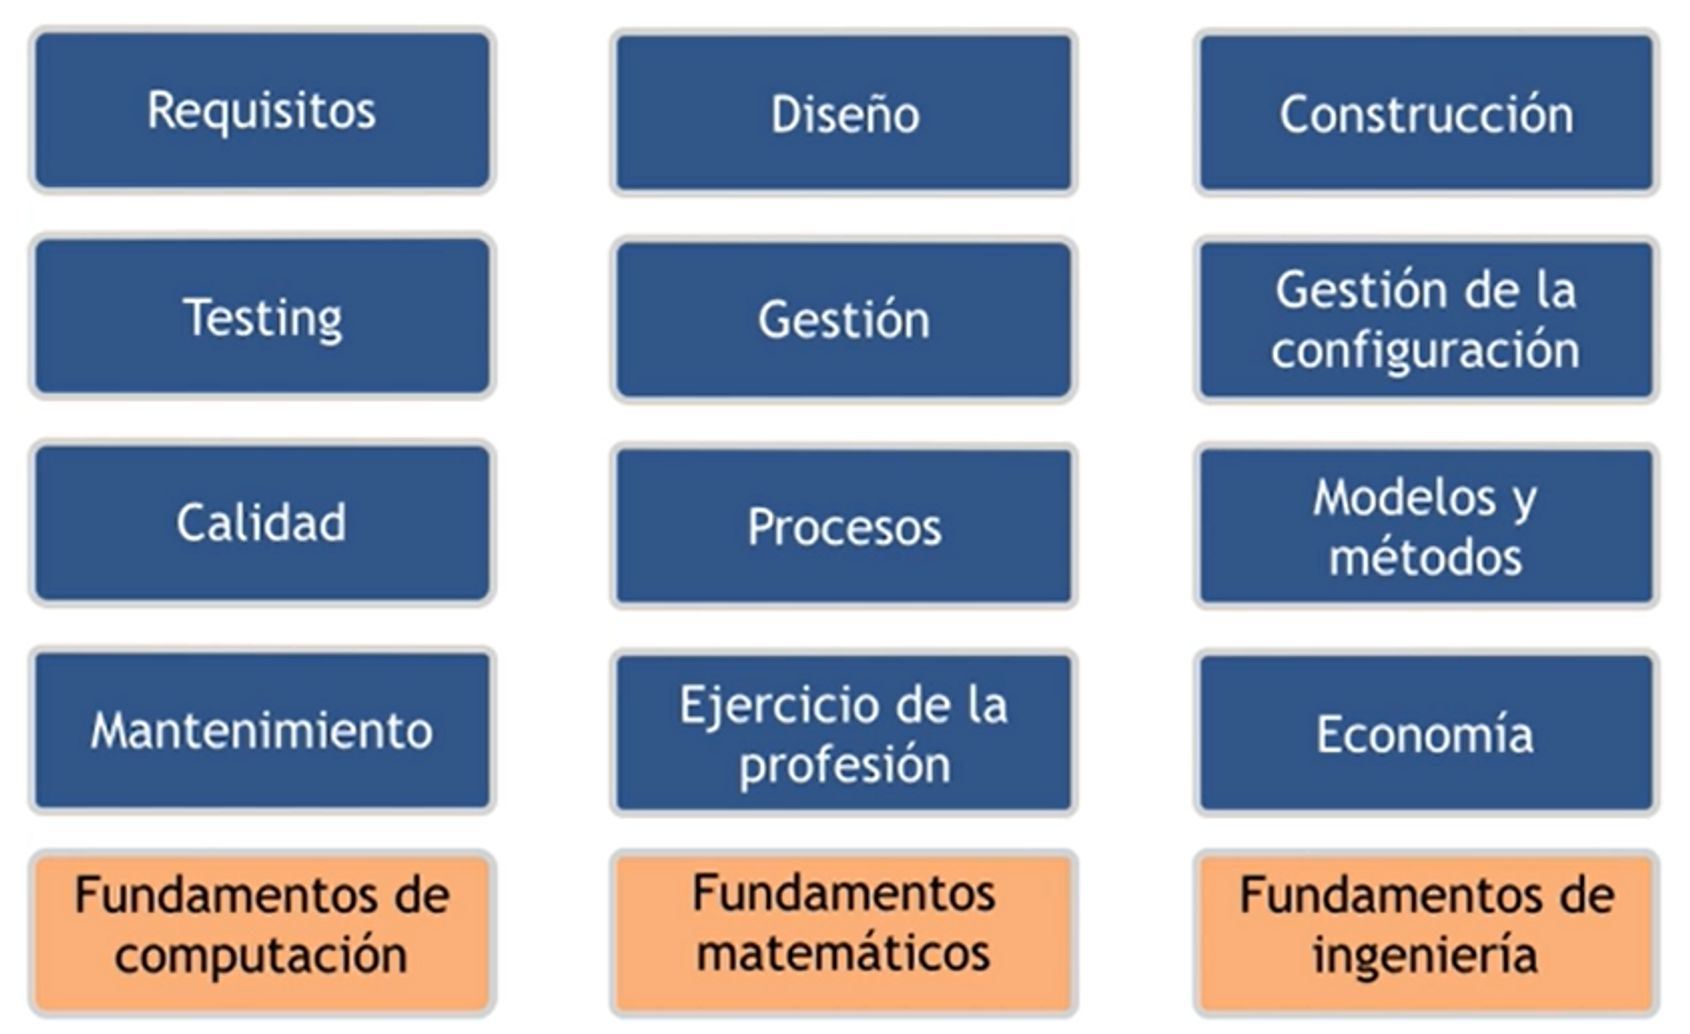 Requisitos
Diseño
Construcción
Testing
Gestión
Gestión de la
configuración
Calidad
Procesos
Modelos y
métodos
Mantenimiento
Ejercicio de la
profesión
Economía
Fundamentos de
computación
Fundamentos
matemáticos
Fundamentos de
ingeniería